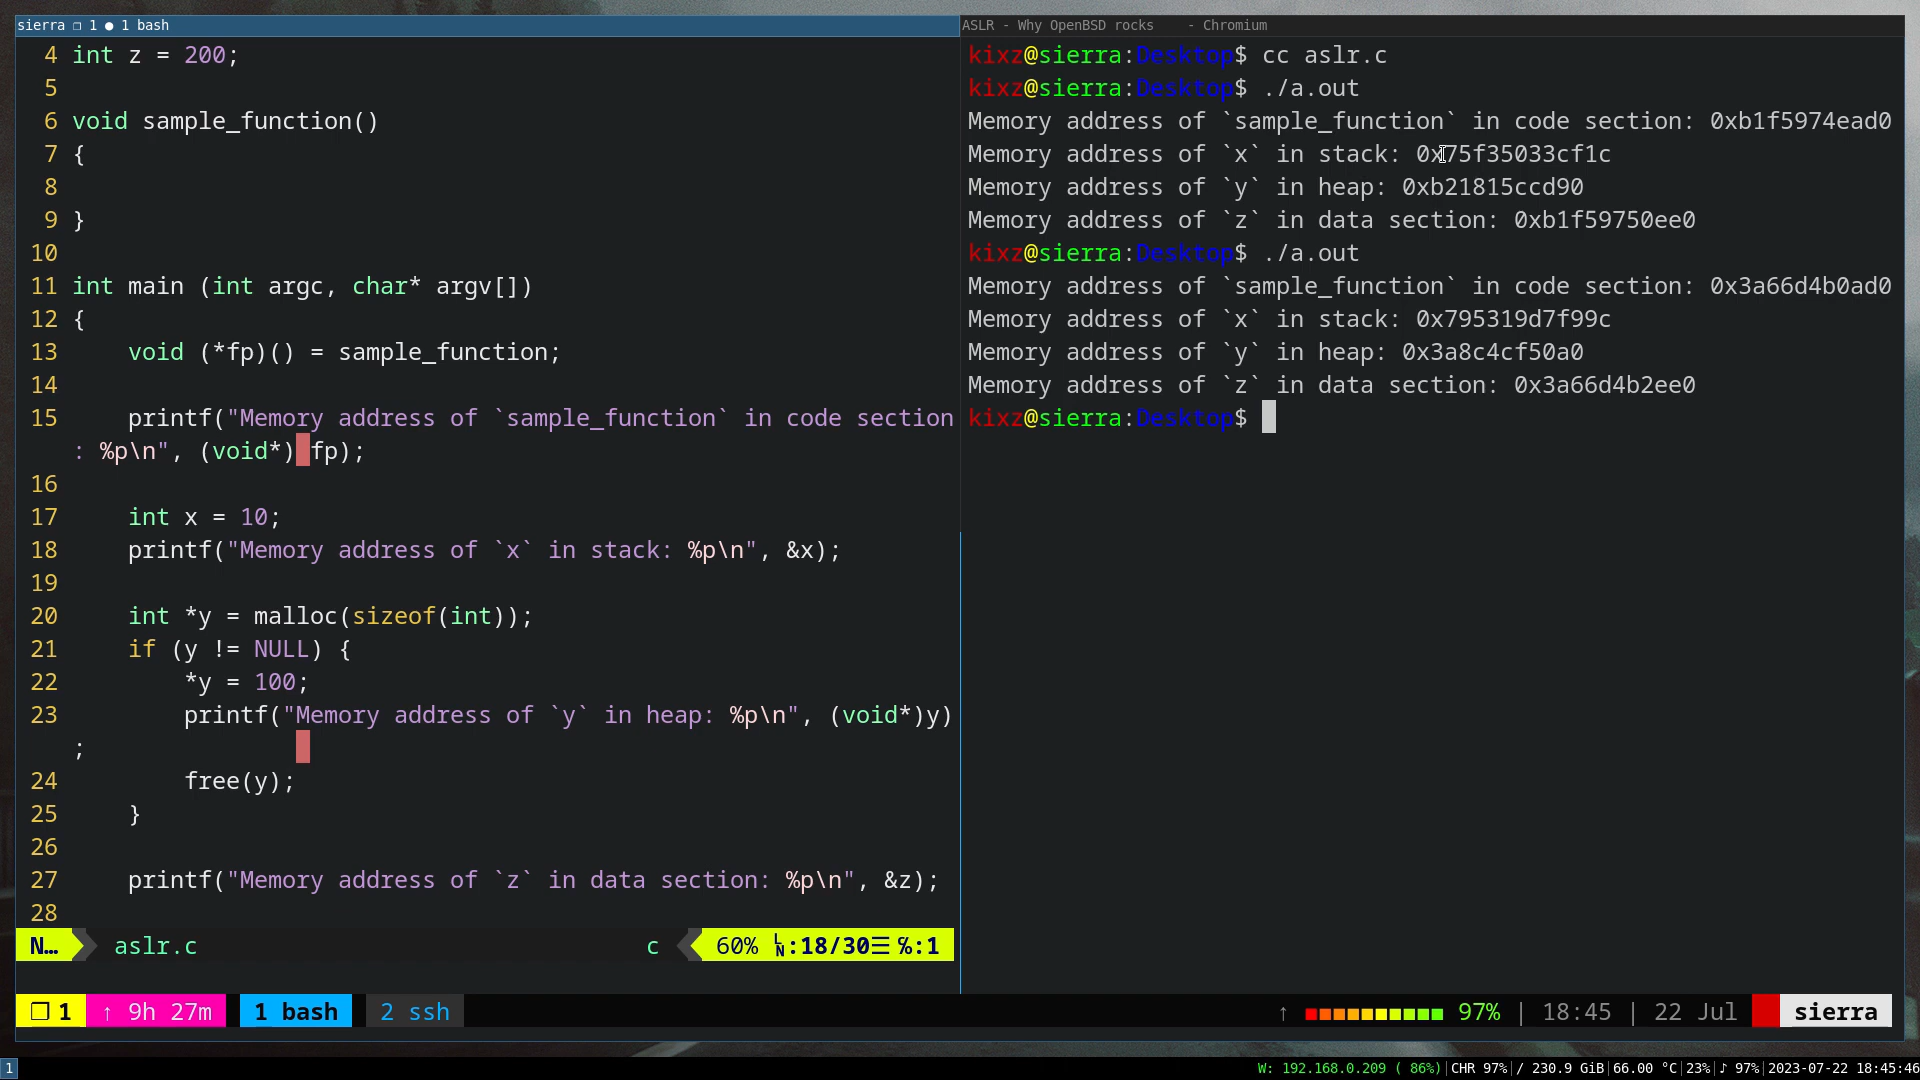 sierra ❐ 1 ● 1 bash
ASLR - Why OpenBSD rocks - Chromium
4 int z = 200;
5
6 void sample_function()
7 {
8
9 }
10
11 int main (int argc, char* argv[])
12 {
13 void (*fp)() = sample_function;
14
15 printf("Memory address of `sample_function` in code section
: %p\n", (void*) fp);
16
17 int x = 10;
18 printf("Memory address of `x` in stack: %p\n", &x);
19
20 int *y = malloc(sizeof(int));
21 if (y != NULL) {
22 *y = 100;
23 printf("Memory address of `y` in heap: %p\n", (void*)y)
;
24 free(y);
25 }
26
27 printf("Memory address of `z` in data section: %p\n", &z);
28
N… aslr.c c 60% ㏑:18/30☰ ℅:1
kixz@sierra:Desktop$ cc aslr.c
kixz@sierra:Desktop$ ./a.out
Memory address of `sample_function` in code section: 0xb1f5974ead0
Memory address of `x` in stack: 0x75f35033cf1c
Memory address of `y` in heap: 0xb21815ccd90
Memory address of `z` in data section: 0xb1f59750ee0
kixz@sierra:Desktop$ ./a.out
Memory address of `sample_function` in code section: 0x3a66d4b0ad0
Memory address of `x` in stack: 0x795319d7f99c
Memory address of `y` in heap: 0x3a8c4cf50a0
Memory address of `z` in data section: 0x3a66d4b2ee0
kixz@sierra:Desktop$
❐ 1 ↑ 9h 27m 1 bash 2 ssh ↑ 97% | 18:45 | 22 Jul sierra
1 W: 192.168.0.209 ( 86%)|CHR 97%|/ 230.9 GiB|66.00 °C|23%|♪ 97%|2023-07-22 18:45:46